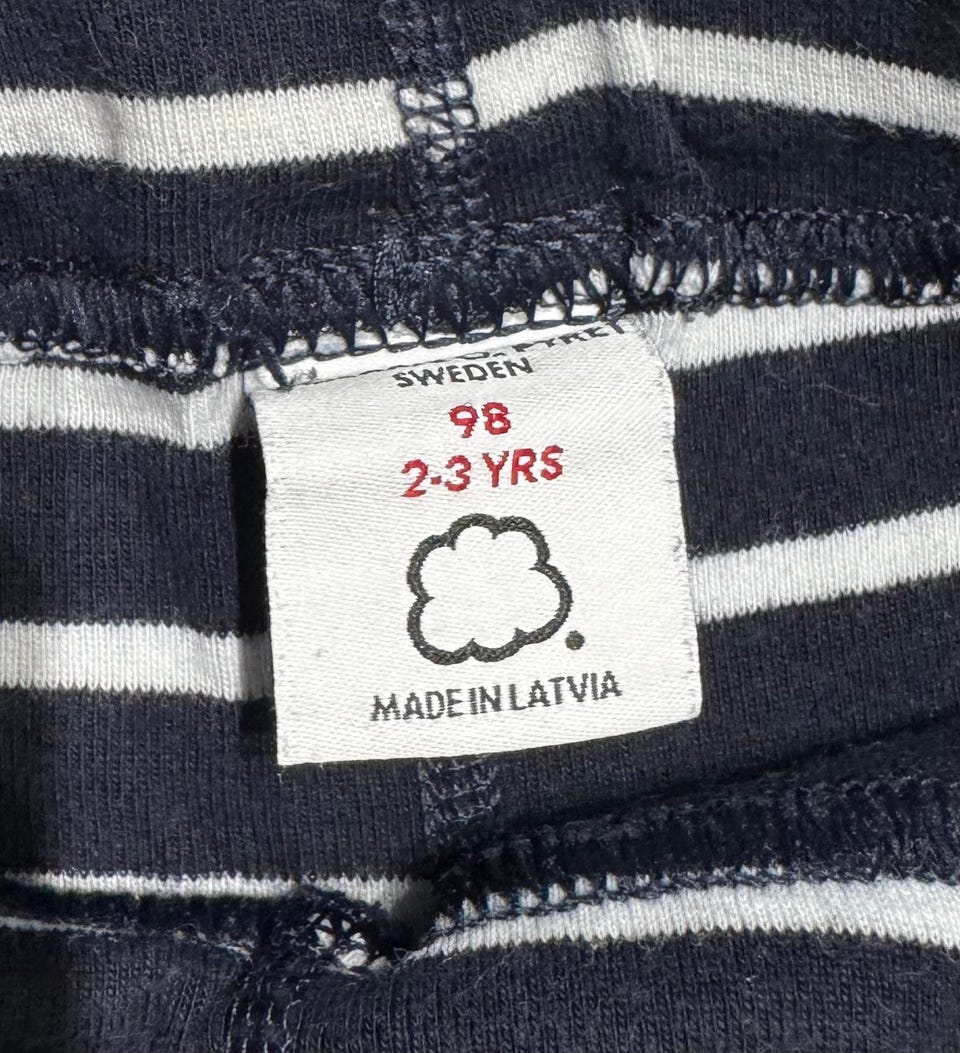 SWEDEN
98
2-3 YRS
MADE IN LATVIA